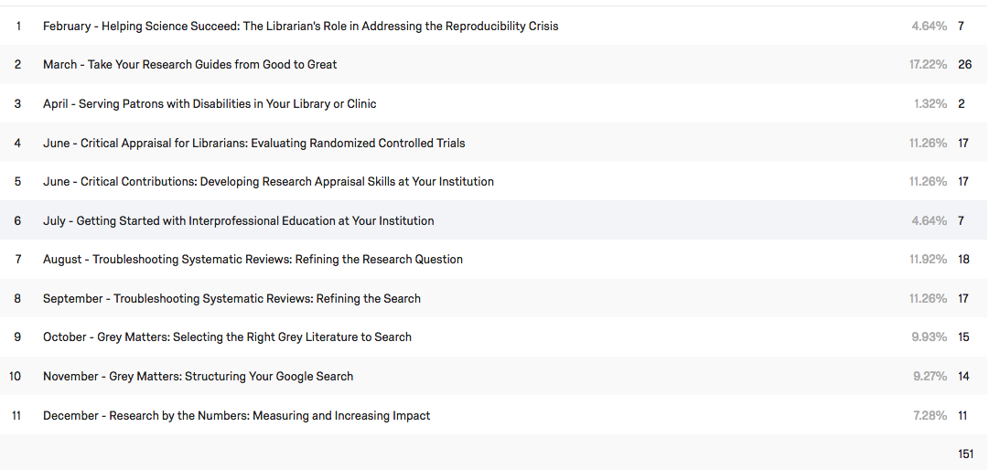 1 February - Helping Science Succeed: The Librarian's Role in Addressing the Reproducibility Crisis 4.64% 7
2 March - Take Your Research Guides from Good to Great 17.22% 26
3 April - Serving Patrons with Disabilities in Your Library or Clinic 1.32% 2
4 June - Critical Appraisal for Librarians: Evaluating Randomized Controlled Trials 11.26% 17
5 June - Critical Contributions: Developing Research Appraisal Skills at Your Institution 11.26% 17
6 July - Getting Started with Interprofessional Education at Your Institution 4.64% 7
7 August - Troubleshooting Systematic Reviews: Refining the Research Question 11.92% 18
8 September - Troubleshooting Systematic Reviews: Refining the Search 11.26% 17
9 October - Grey Matters: Selecting the Right Grey Literature to Search 9.93% 15
10 November - Grey Matters: Structuring Your Google Search 9.27% 14
11 December - Research by the Numbers: Measuring and Increasing Impact 7.28% 11
151